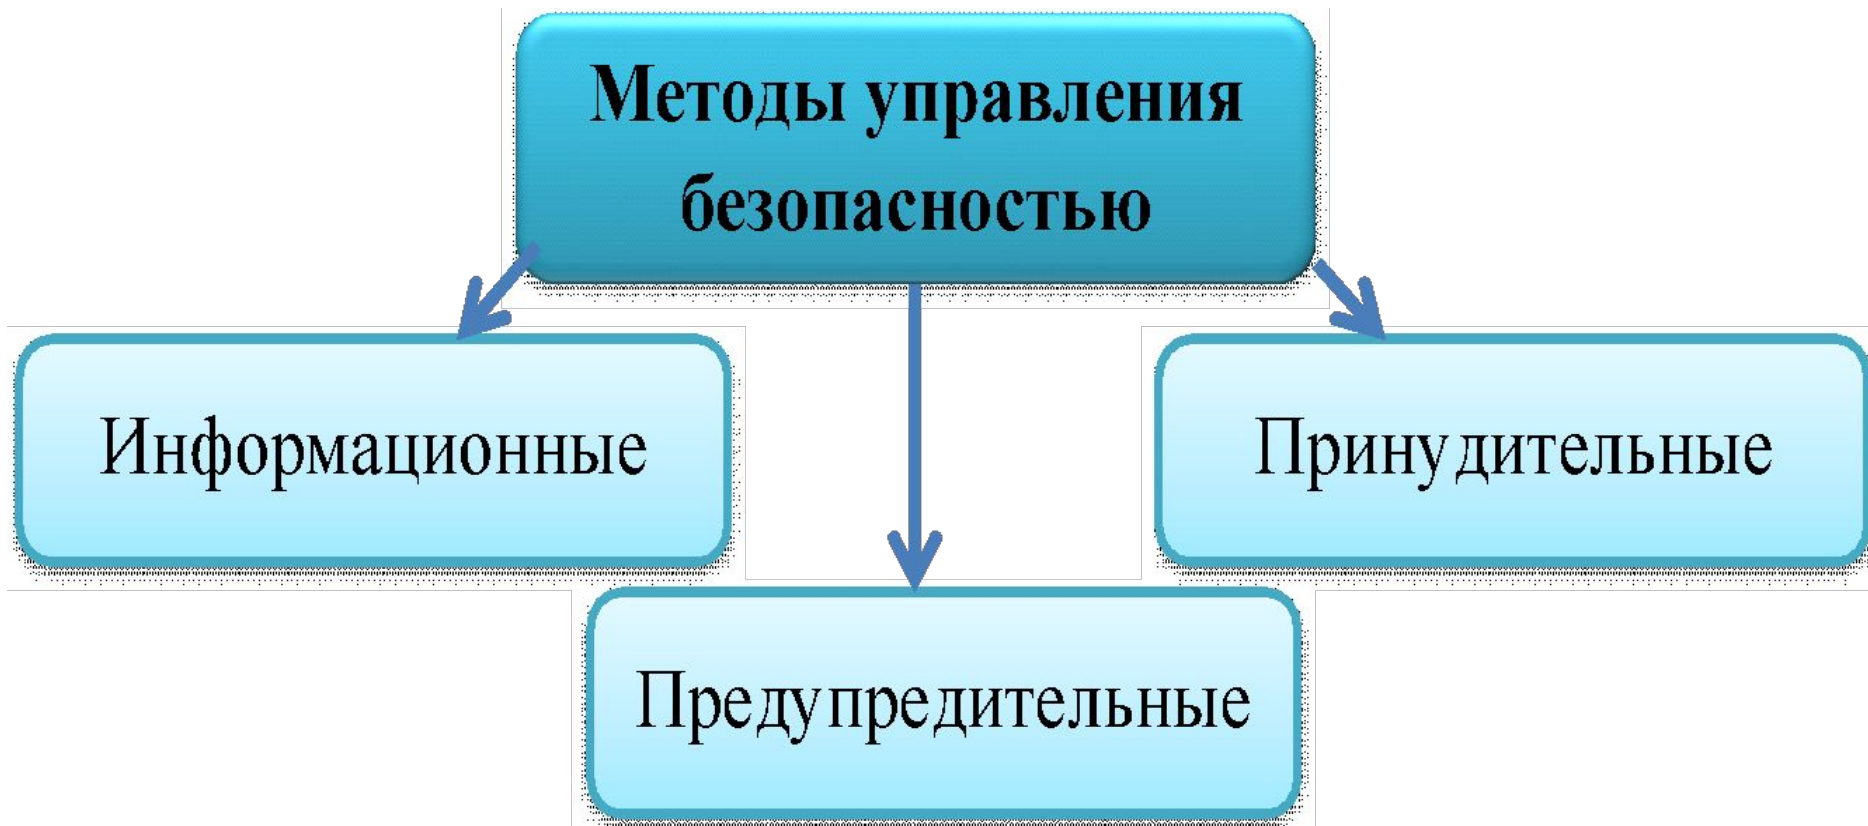 Методы управления
безопасностью
Информационные
Принудительные
Предупредительные